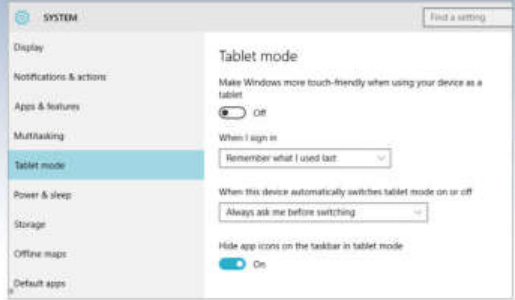 SYSTEM
Find a setting
Display
Notifications & actions
Apps & features
Multitasking
Tablet mode
Power & sleep
Storage
Offline maps
Default apps
Tablet mode
Make Windows more touch-friendly when using your device as a
tablet
Off
When I sign in
Remember what I used last
When this device automatically switches tablet mode on or off
Always ask me before switching
Hide app icons on the taskbar in tablet mode
On